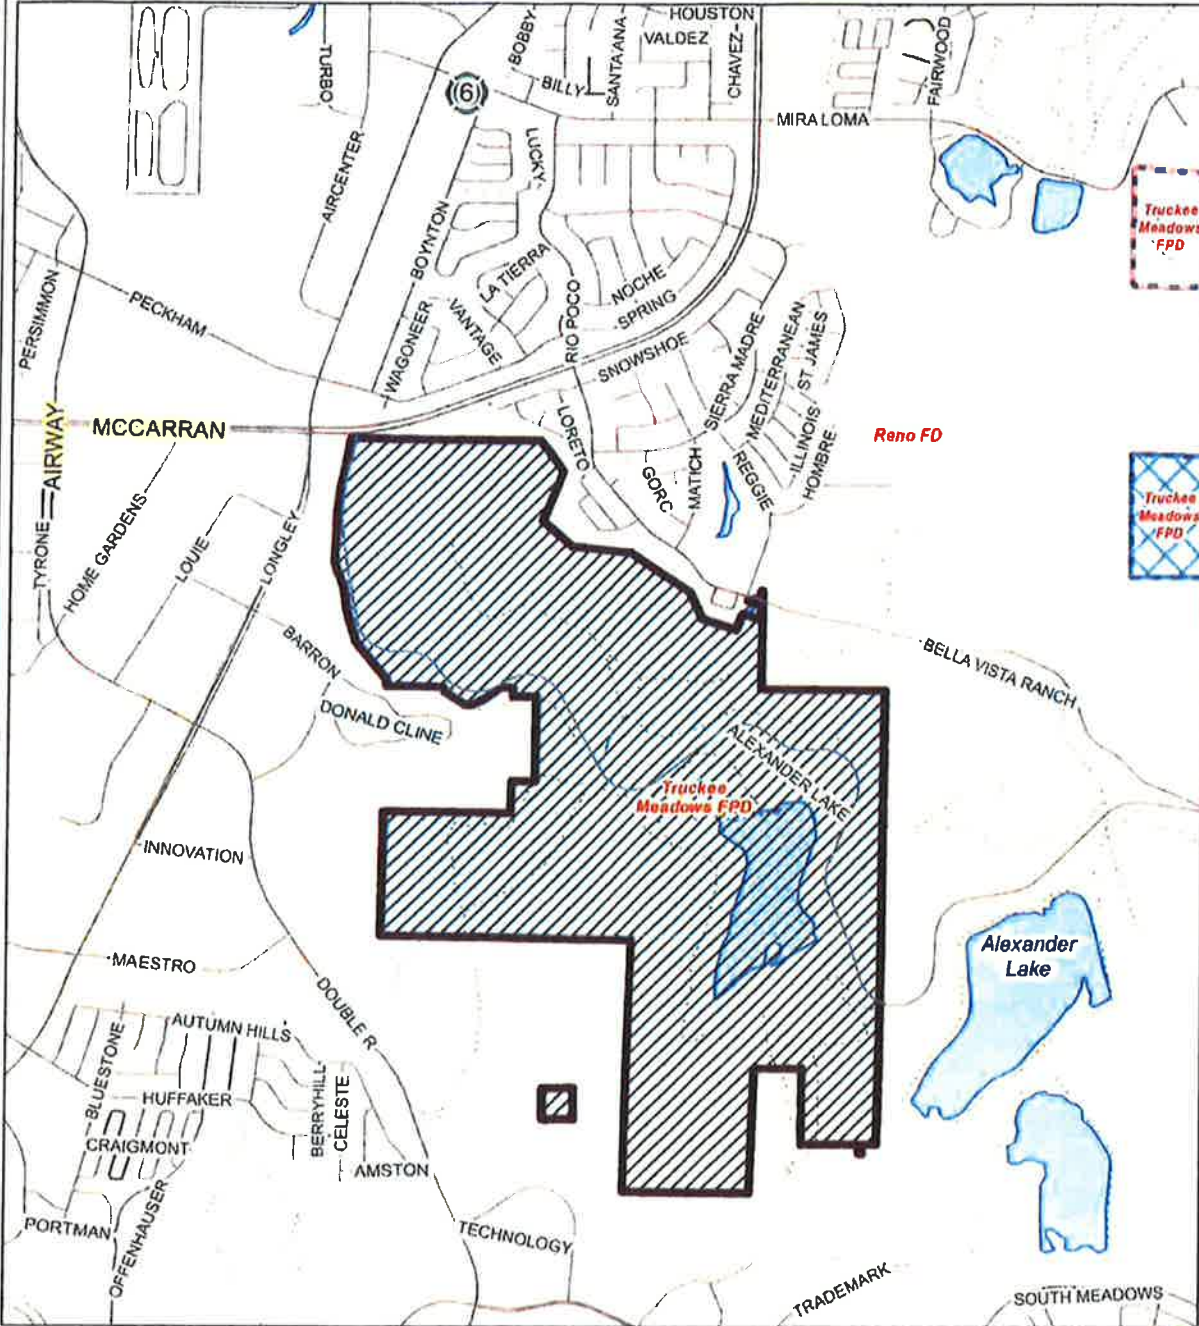 HOUSTON
BOBBY
VALDEZ
SANTA ANA
CHAVEZ
FAIRWOOD
TURBO
BILLY
6
MIRA LOMA
AIRCENTER
LUCKY
BOYNTON
Truckee
Meadows
FPD
LA TIERRA
NOCHE
SPRING
PERSIMMON
PECKHAM
WAGONEER
VANTAGE
RIO POCO
SNOWSHOE
SIERRA MADRE
MEDITERRANEAN
ST JAMES
AIRWAY
MCCARRAN
LORETO
ILLINOIS
HOMBRE
Reno FD
GORC
MATICH
REGGIE
TYRONE
HOME GARDENS
LOUIE
LONGLEY
Truckee
Meadows
FPD
BARRON
BELLA VISTA RANCH
DONALD CLINE
ALEXANDER LAKE
Truckee
Meadows FPD
INNOVATION
MAESTRO
Alexander
Lake
DOUBLE R
AUTUMN HILLS
BLUESTONE
HUFFAKER
BERRYHILL
CELESTE
CRAIGMONT
AMSTON
PORTMAN
OFFENHAUSER
TECHNOLOGY
TRADEMARK
SOUTH MEADOWS